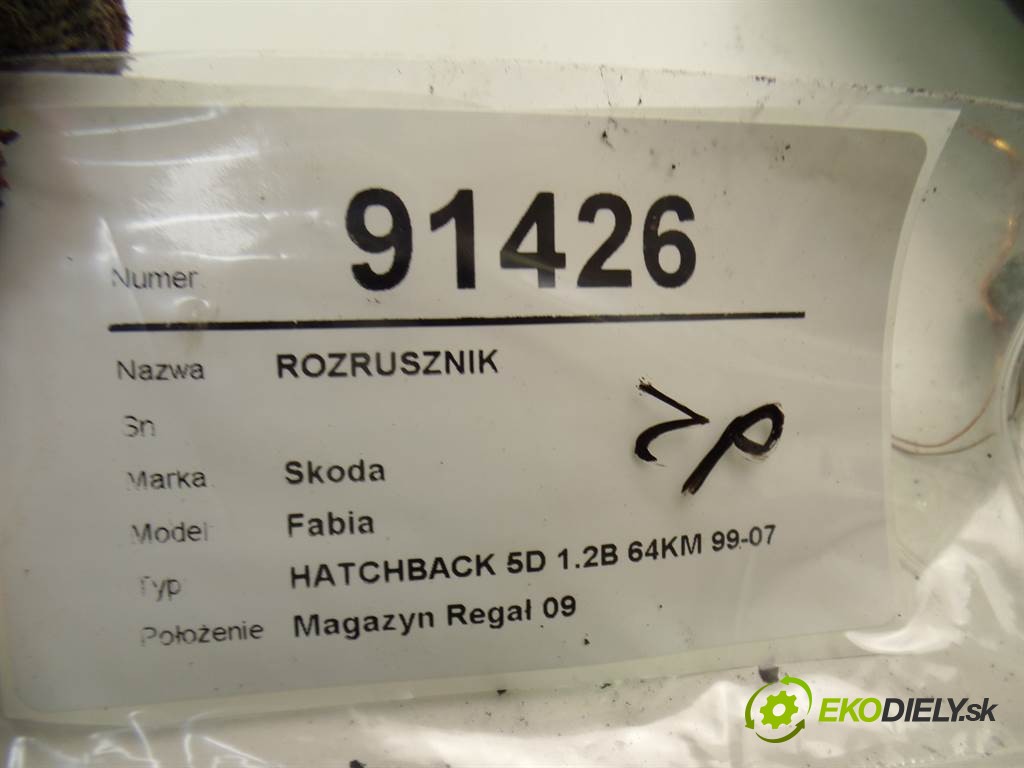 Numer 91426
Nazwa ROZRUSZNIK
Sn
Marka Skoda
Model Fabia
Typ HATCHBACK 5D 1.2B 64KM 99-07
Położenie Magazyn Regał 09
EKODIELY.sk